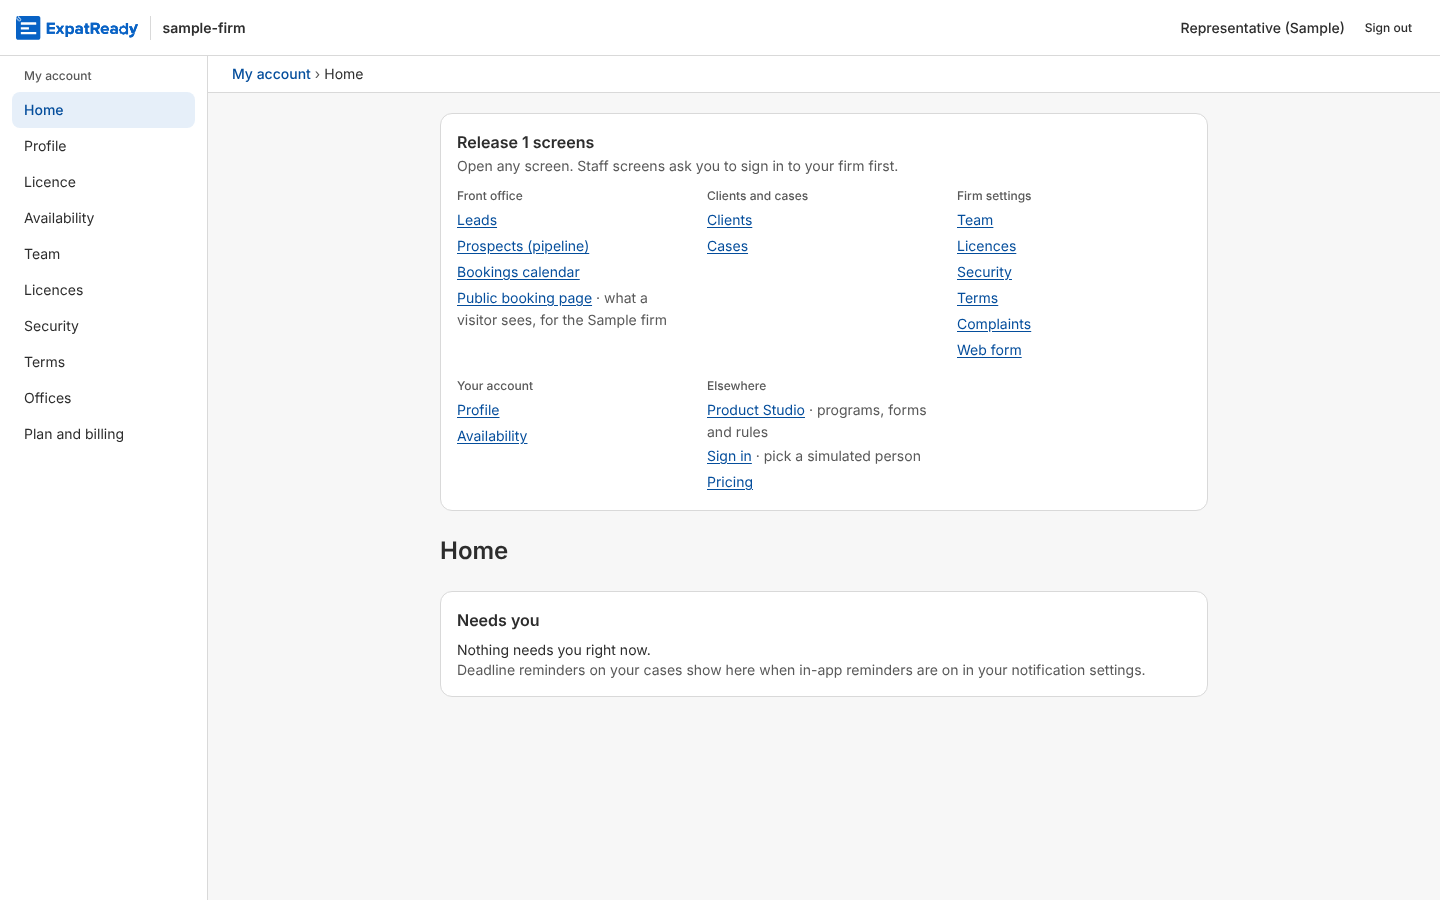 ExpatReady
sample-firm
Representative (Sample)
Sign out
My account
Home
Profile
Licence
Availability
Team
Licences
Security
Terms
Offices
Plan and billing
My account › Home
Release 1 screens
Open any screen. Staff screens ask you to sign in to your firm first.
Front office
Leads
Prospects (pipeline)
Bookings calendar
Public booking page · what a
visitor sees, for the Sample firm
Clients and cases
Clients
Cases
Firm settings
Team
Licences
Security
Terms
Complaints
Web form
Your account
Profile
Availability
Elsewhere
Product Studio · programs, forms
and rules
Sign in · pick a simulated person
Pricing
Home
Needs you
Nothing needs you right now.
Deadline reminders on your cases show here when in-app reminders are on in your notification settings.